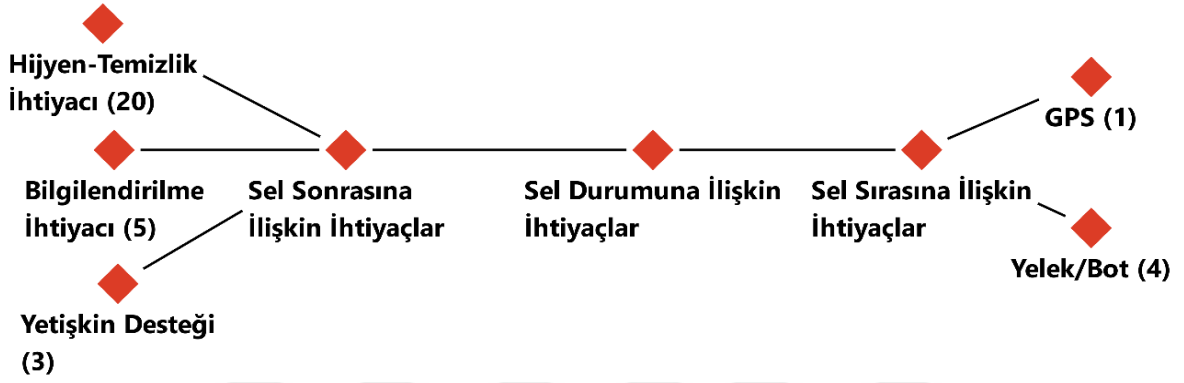 Hijyen-Temizlik
İhtiyacı (20)
Bilgilendirilme
İhtiyacı (5)
Yetişkin Desteği
(3)
Sel Sonrasına
İlişkin İhtiyaçlar
Sel Durumuna İlişkin
İhtiyaçlar
Sel Sırasına İlişkin
İhtiyaçlar
GPS (1)
Yelek/Bot (4)